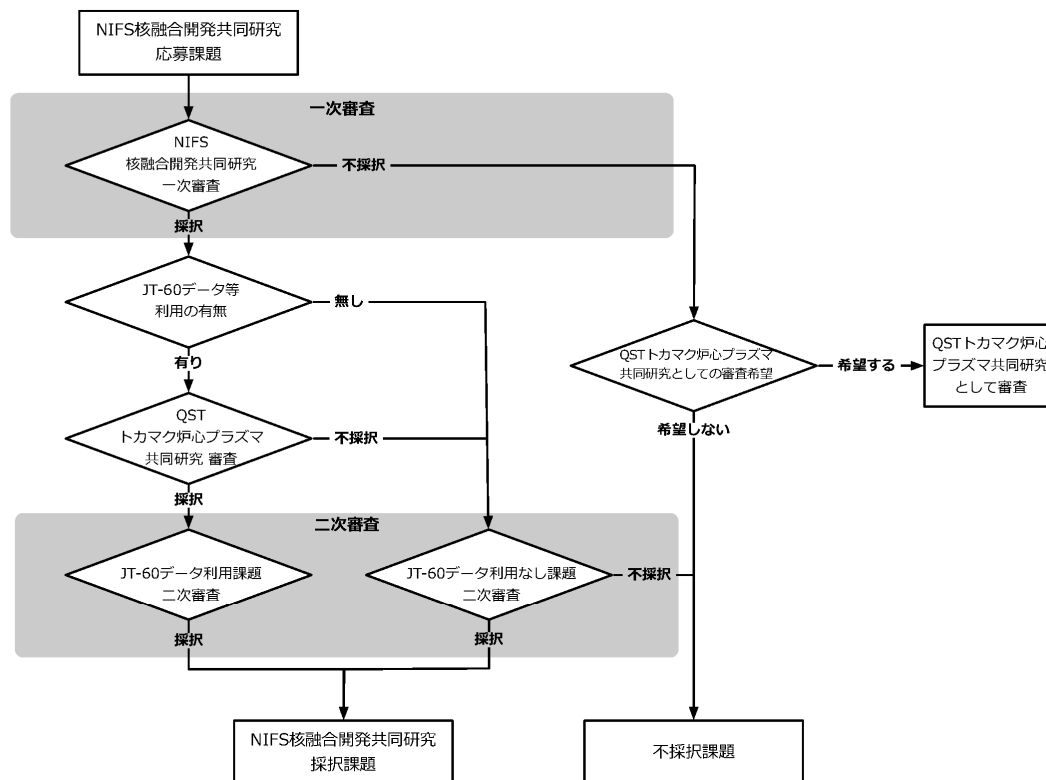 NIFS核融合開発共同研究
応募課題
一次審査
NIFS
核融合開発共同研究
一次審査
不採択
採択
JT-60データ等
利用の有無
無し
有り
QSTトカマク炉心プラズマ
共同研究としての審査希望
希望する
QSTトカマク炉心
プラズマ共同研究
として審査
希望しない
QST
トカマク炉心プラズマ
共同研究 審査
不採択
採択
二次審査
JT-60データ利用課題
二次審査
JT-60データ利用なし課題
二次審査
不採択
採択
採択
NIFS核融合開発共同研究
採択課題
不採択課題